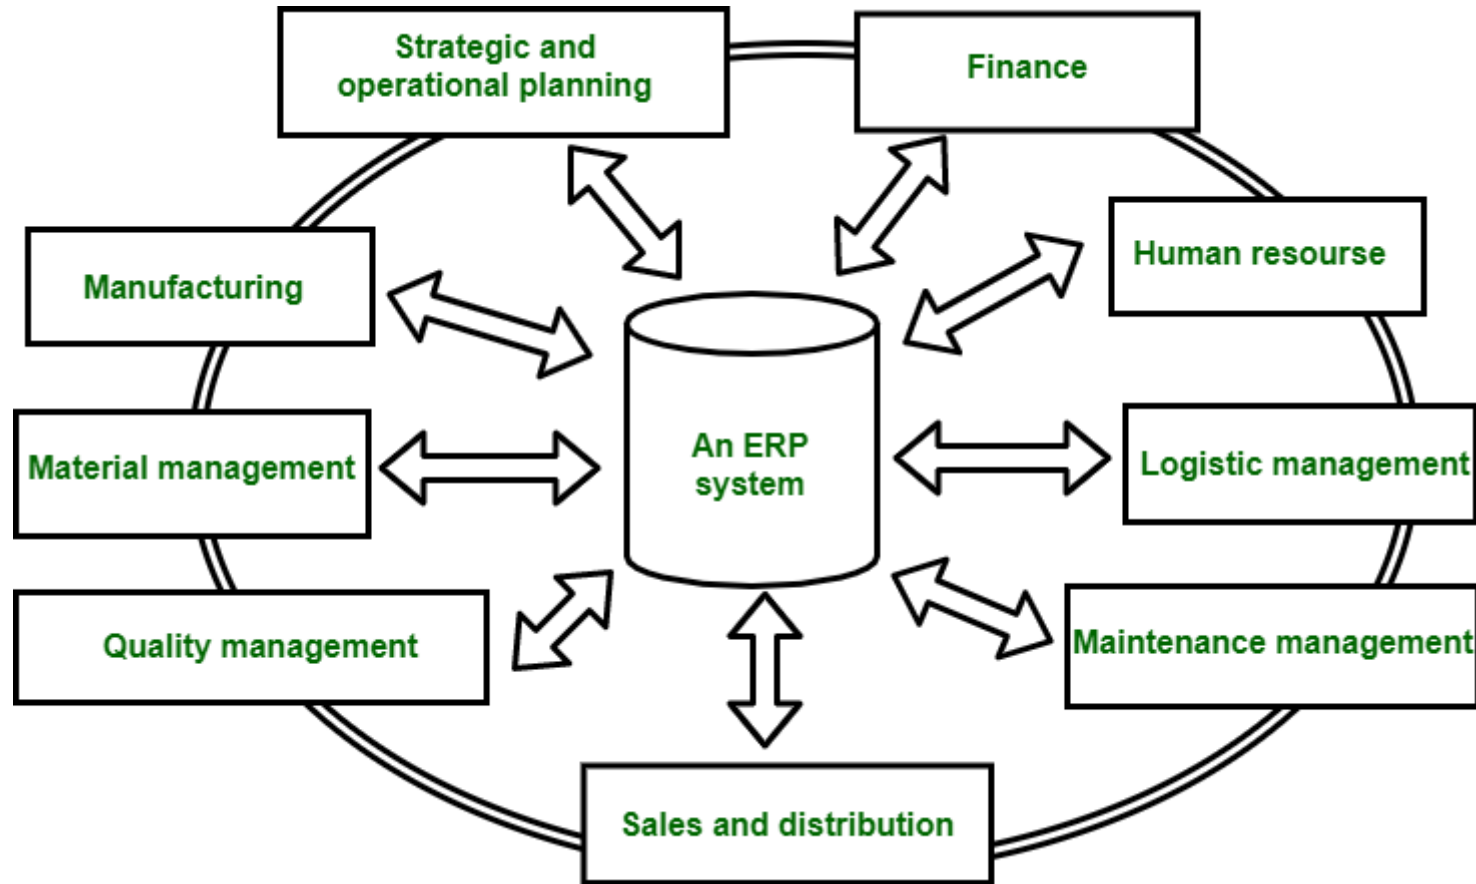 Strategic and
operational planning
Finance
Manufacturing
Human resourse
Material management
An ERP
system
Logistic management
Quality management
Maintenance management
Sales and distribution